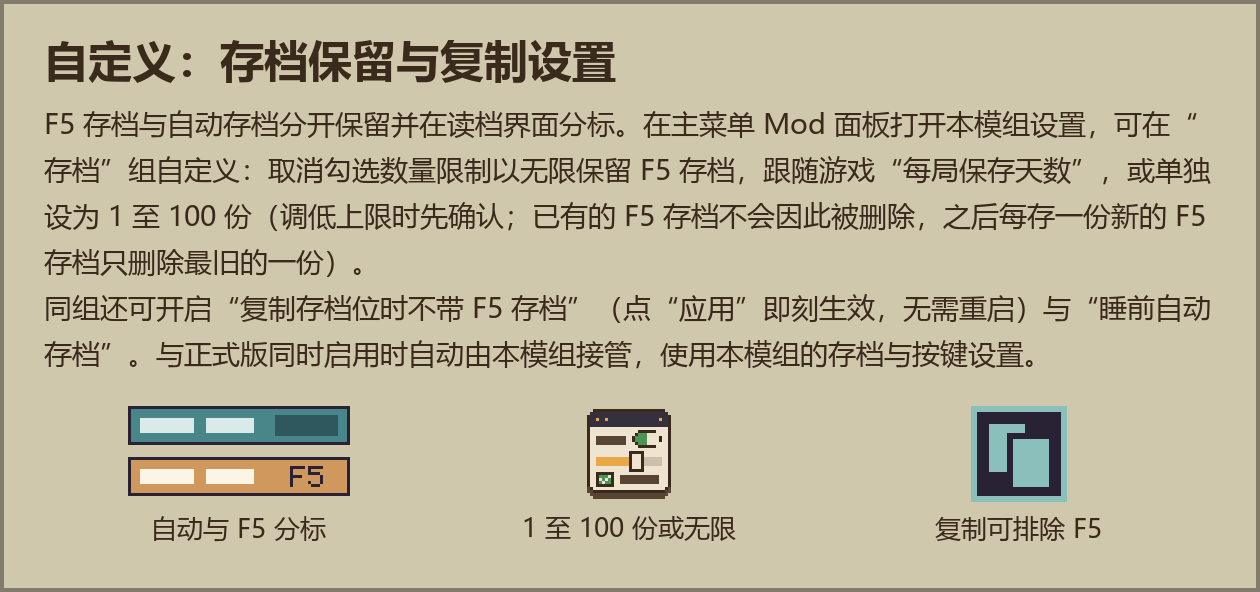 自定义：存档保留与复制设置
F5 存档与自动存档分开保留并在读档界面分标。在主菜单 Mod 面板打开本模组设置，可在“
存档”组自定义：取消勾选数量限制以无限保留 F5 存档，跟随游戏“每局保存天数”，或单独
设为 1 至 100 份（调低上限时先确认；已有的 F5 存档不会因此被删除，之后每存一份新的 F5
存档只删除最旧的一份）。
同组还可开启“复制存档位时不带 F5 存档”（点“应用”即刻生效，无需重启）与“睡前自动
存档”。与正式版同时启用时自动由本模组接管，使用本模组的存档与按键设置。
F5
自动与 F5 分标
1 至 100 份或无限
复制可排除 F5